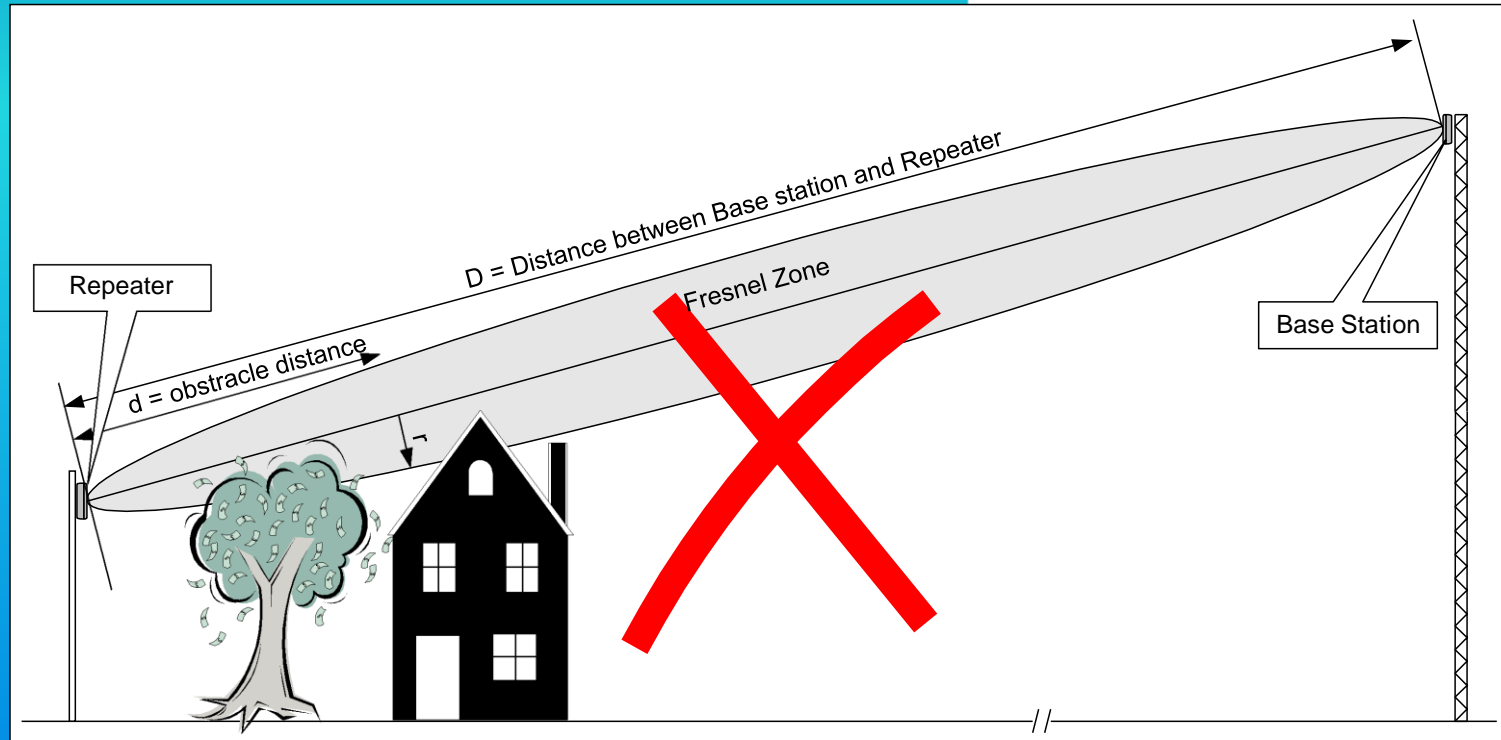 D = Distance between Base station and Repeater
Repeater
Fresnel Zone
Base Station
d = obstracle distance
r